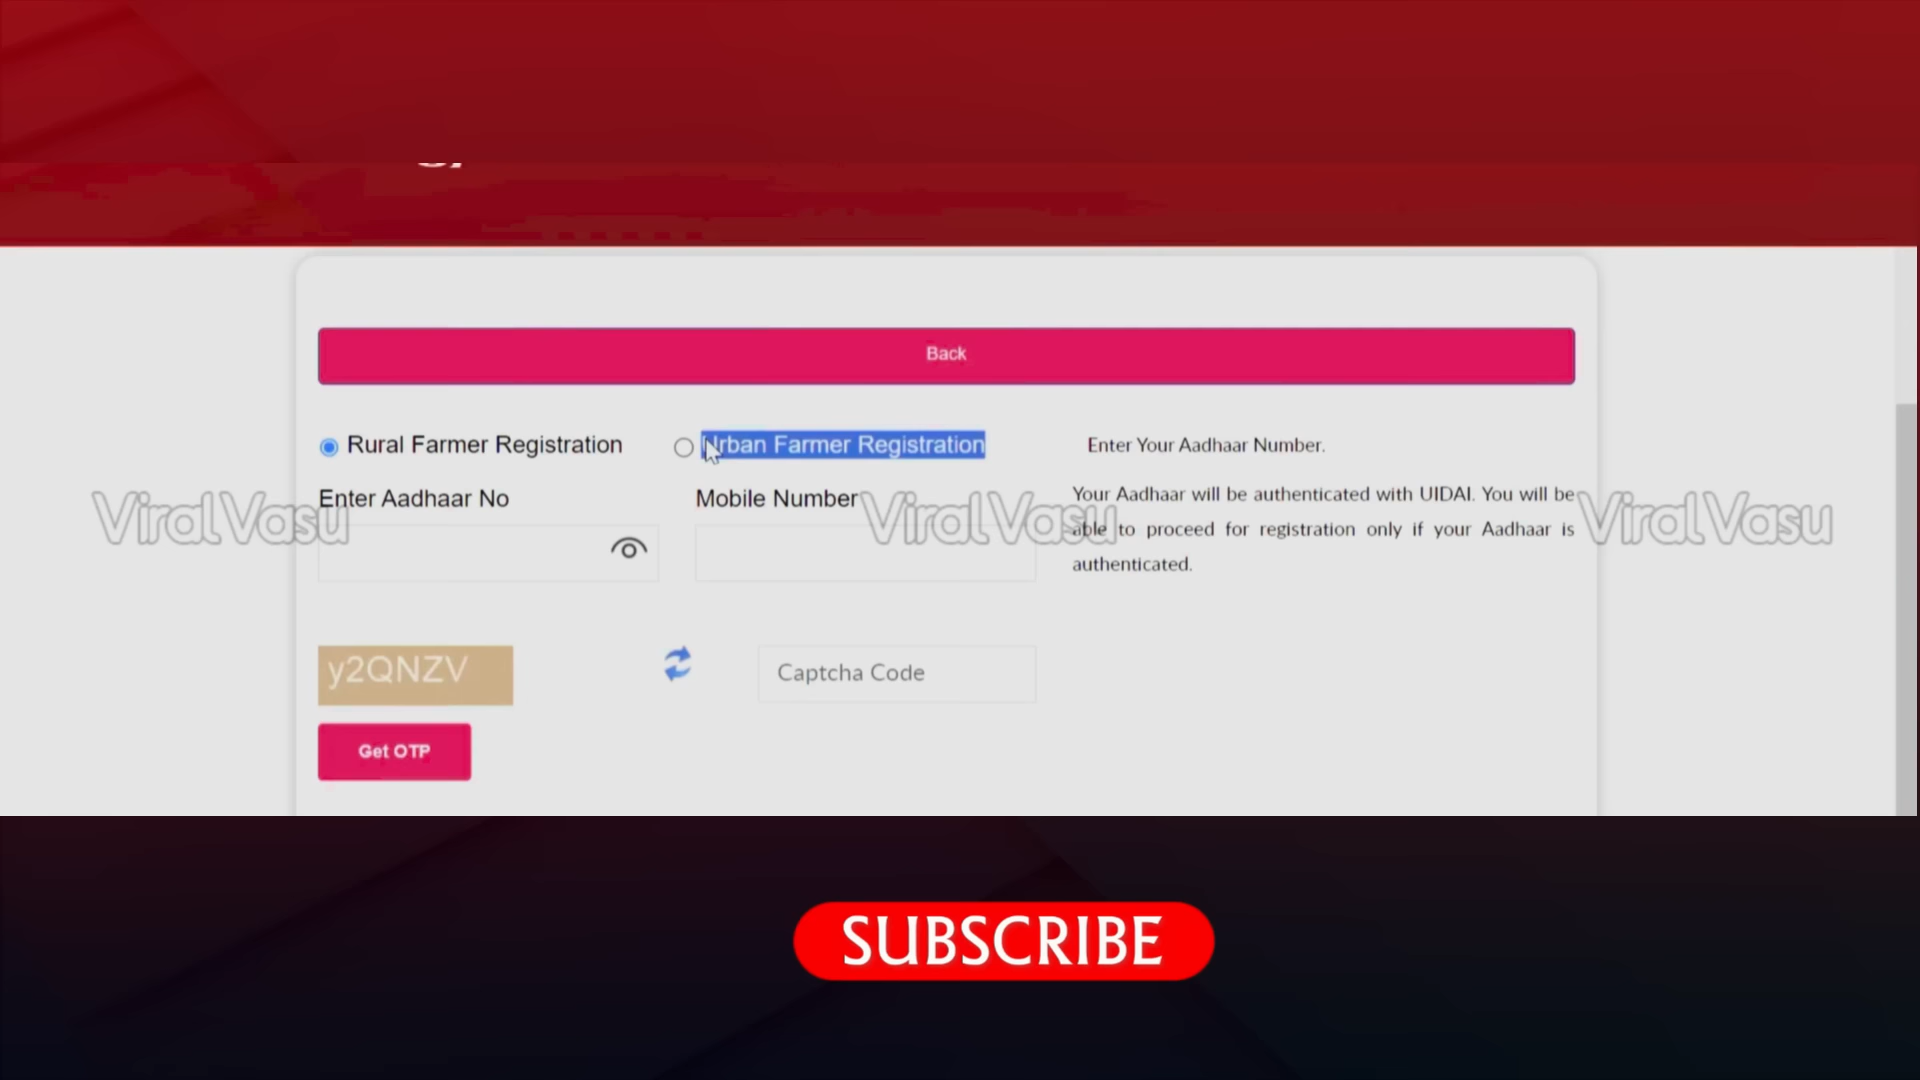 Back
Rural Farmer Registration
Urban Farmer Registration
Enter Your Aadhaar Number.
Enter Aadhaar No
Mobile Number
Your Aadhaar will be authenticated with UIDAI. You will be
able to proceed for registration only if your Aadhaar is
authenticated.
ViralVasu
ViralVasu
ViralVasu
y2QNZV
Captcha Code
Get OTP
SUBSCRIBE